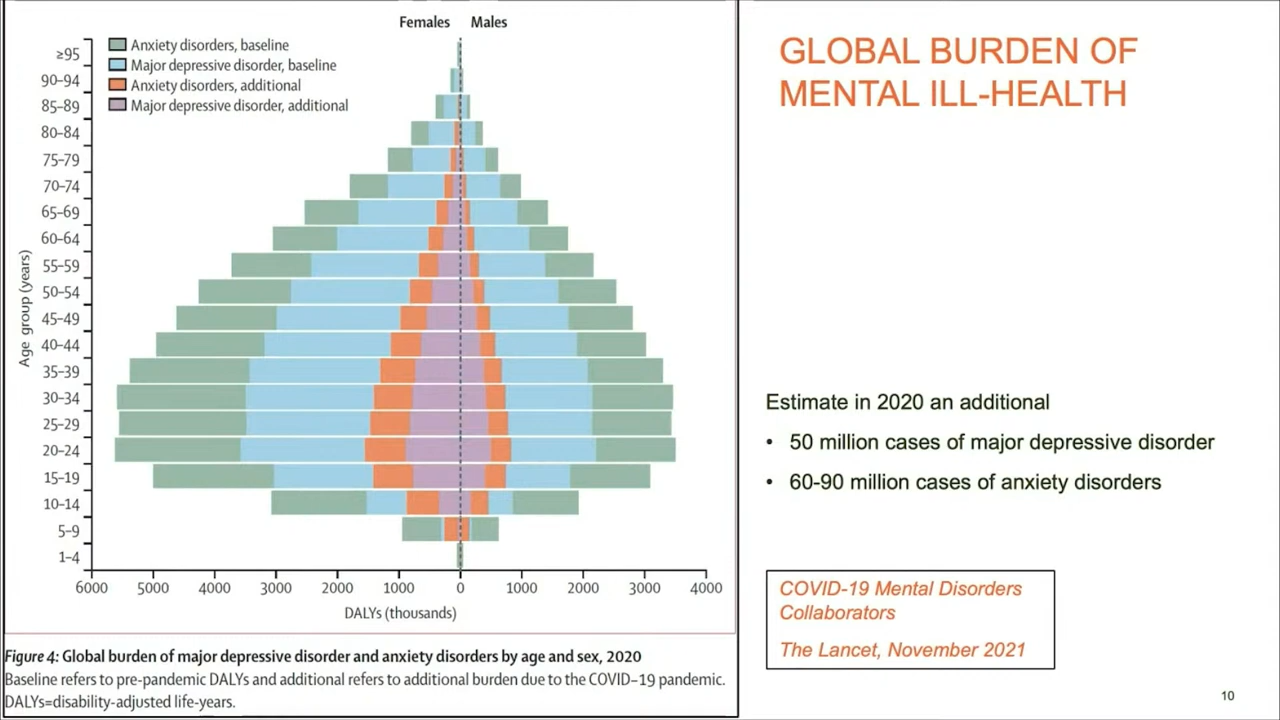 Females Males
Anxiety disorders, baseline
Major depressive disorder, baseline
Anxiety disorders, additional
Major depressive disorder, additional
≥95
90–94
85–89
80–84
75–79
70–74
65–69
60–64
55–59
50–54
45–49
40–44
35–39
30–34
25–29
20–24
15–19
10–14
5–9
1–4
Age group (years)
6000 5000 4000 3000 2000 1000 0 1000 2000 3000 4000
DALYs (thousands)
Figure 4: Global burden of major depressive disorder and anxiety disorders by age and sex, 2020
Baseline refers to pre-pandemic DALYs and additional refers to additional burden due to the COVID-19 pandemic.
DALYs=disability-adjusted life-years.
GLOBAL BURDEN OF
MENTAL ILL-HEALTH
Estimate in 2020 an additional
• 50 million cases of major depressive disorder
• 60-90 million cases of anxiety disorders
COVID-19 Mental Disorders
Collaborators
The Lancet, November 2021
10